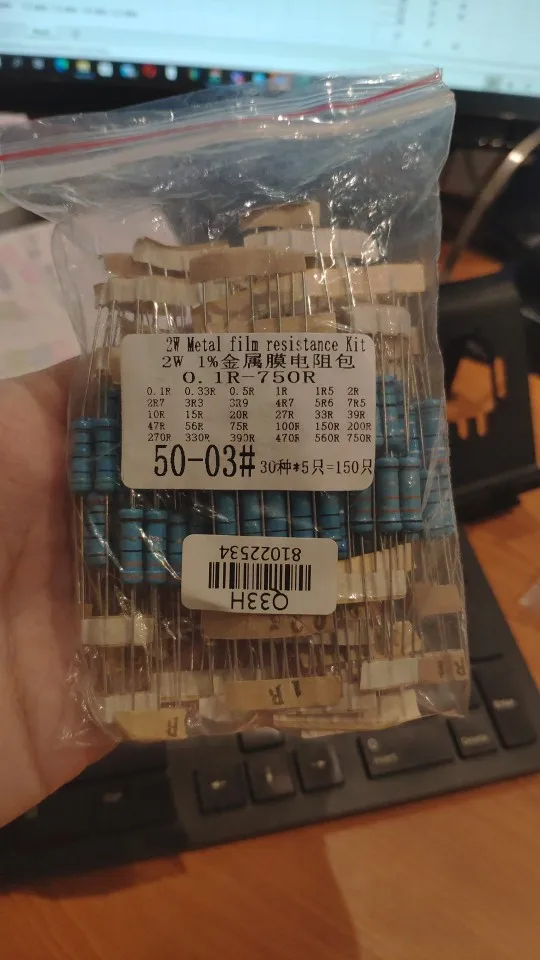 2W Metal film resistance Kit
2W 1%金属膜电阻包
0.1R-750R
0.1R 0.33R 0.5R 1R 1R5 2R
2R7 3R3 3R9 4R7 5R6 7R5
10R 15R 20R 27R 33R 39R
47R 56R 75R 100R 150R 200R
270R 330R 390R 470R 560R 750R
50-03# 30种*5只=150只
810022534
Q33H
1R